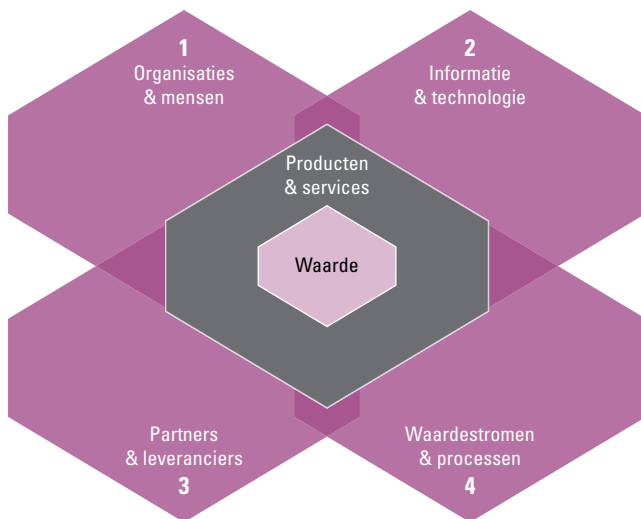 1
Organisaties
& mensen
2
Informatie
& technologie
Producten
& services
Waarde
Partners
& leveranciers
3
Waardestromen
& processen
4